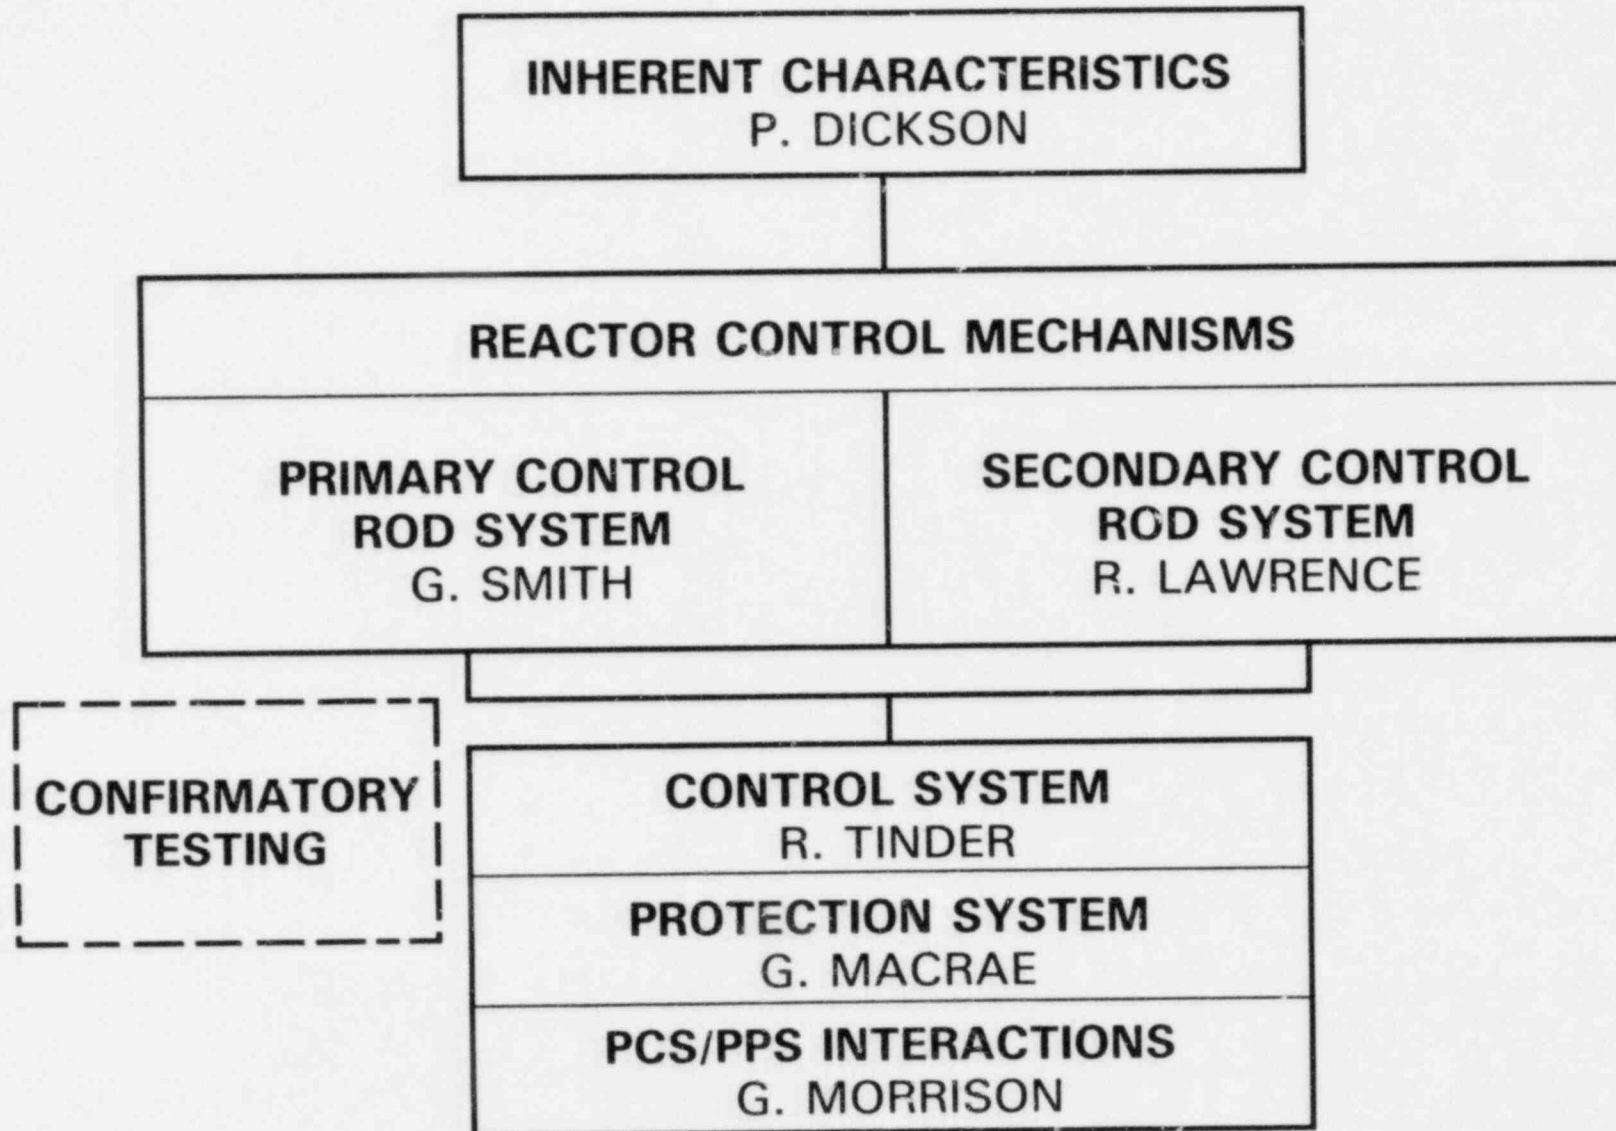 INHERENT CHARACTERISTICS
P. DICKSON
REACTOR CONTROL MECHANISMS
PRIMARY CONTROL
ROD SYSTEM
G. SMITH
SECONDARY CONTROL
ROD SYSTEM
R. LAWRENCE
CONFIRMATORY
TESTING
CONTROL SYSTEM
R. TINDER
PROTECTION SYSTEM
G. MACRAE
PCS/PPS INTERACTIONS
G. MORRISON